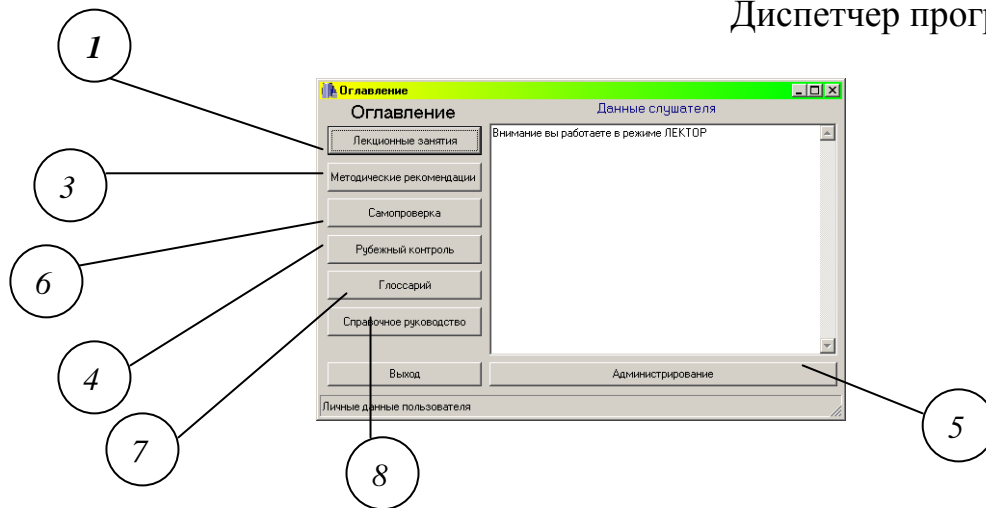 Диспетчер
1
Оглавление
Оглавление
Данные слушателя
Лекционные занятия
Внимание вы работаете в режиме ЛЕКТОР
3
Методические рекомендации
Самопроверка
6
Рубежный контроль
Глоссарий
Справочное руководство
4
Выход
Администрирование
Личные данные пользователя
5
7
8